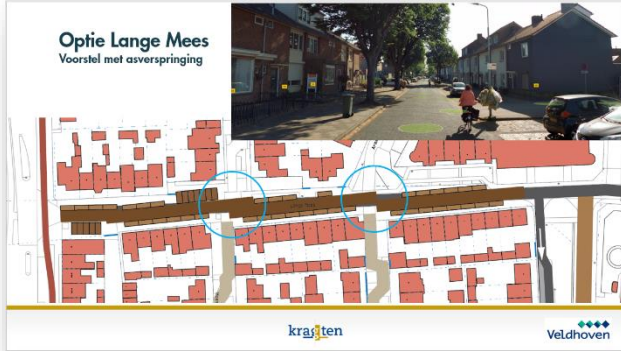 Optie Lange Mees
Voorstel met asverspringing
kragten
Veldhoven